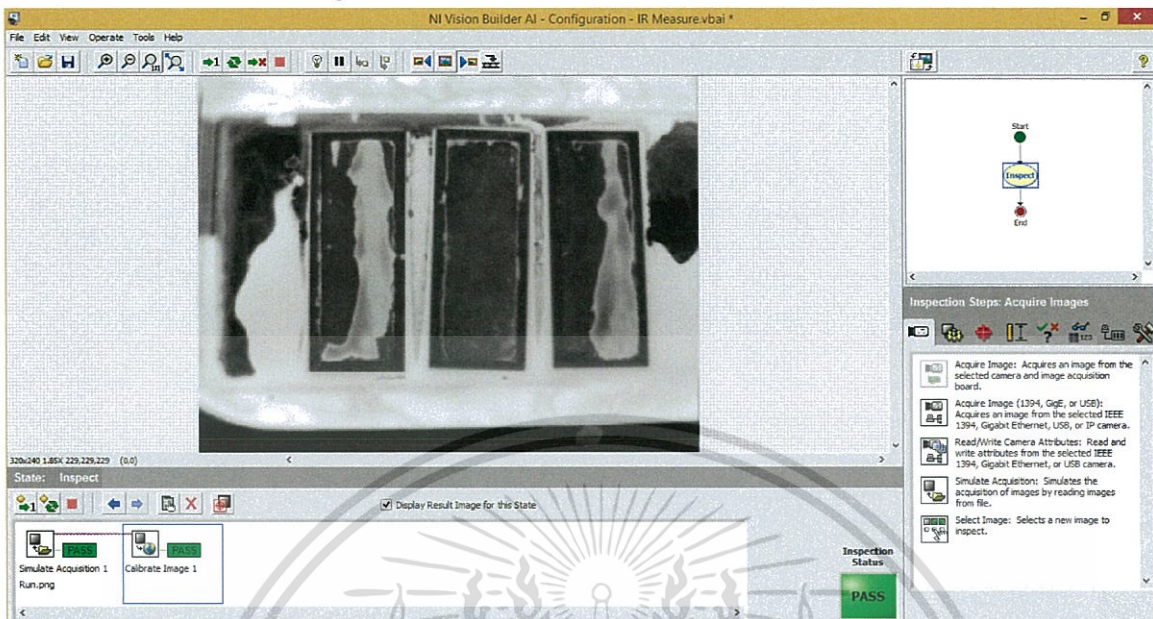 NI Vision Builder AI - Configuration - IR Measure.vbai *
File Edit View Operate Tools Help
Start
Inspect
End
Inspection Steps: Acquire Images
Acquire Image: Acquires an image from the
selected camera and image acquisition
board.
Acquire Image (1394, GigE, or USB):
Acquires an image from the selected IEEE
1394, Gigabit Ethernet, USB, or IP camera.
Read/Write Camera Attributes: Read and
write attributes from the selected IEEE
1394, Gigabit Ethernet, or USB camera.
Simulate Acquisition: Simulates the
acquisition of images by reading images
from file.
Select Image: Selects a new image to
inspect.
320x240 1.85X 229,229,229 (0,0)
State: Inspect
Display Result Image for this State
PASS
PASS
Simulate Acquisition 1
Calibrate Image 1
Run.png
Inspection
Status
PASS